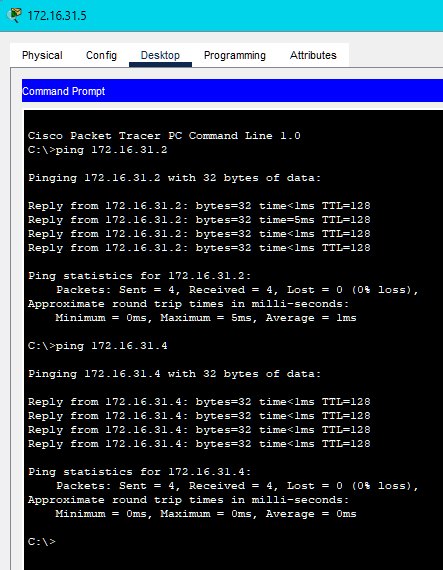 172.16.31.5
Physical Config Desktop Programming Attributes
Command Prompt
Cisco Packet Tracer PC Command Line 1.0
C:\>ping 172.16.31.2
Pinging 172.16.31.2 with 32 bytes of data:
Reply from 172.16.31.2: bytes=32 time<1ms TTL=128
Reply from 172.16.31.2: bytes=32 time=5ms TTL=128
Reply from 172.16.31.2: bytes=32 time<1ms TTL=128
Reply from 172.16.31.2: bytes=32 time<1ms TTL=128
Ping statistics for 172.16.31.2:
Packets: Sent = 4, Received = 4, Lost = 0 (0% loss),
Approximate round trip times in milli-seconds:
Minimum = 0ms, Maximum = 5ms, Average = 1ms
C:\>ping 172.16.31.4
Pinging 172.16.31.4 with 32 bytes of data:
Reply from 172.16.31.4: bytes=32 time<1ms TTL=128
Reply from 172.16.31.4: bytes=32 time<1ms TTL=128
Reply from 172.16.31.4: bytes=32 time<1ms TTL=128
Reply from 172.16.31.4: bytes=32 time<1ms TTL=128
Ping statistics for 172.16.31.4:
Packets: Sent = 4, Received = 4, Lost = 0 (0% loss),
Approximate round trip times in milli-seconds:
Minimum = 0ms, Maximum = 0ms, Average = 0ms
C:\>